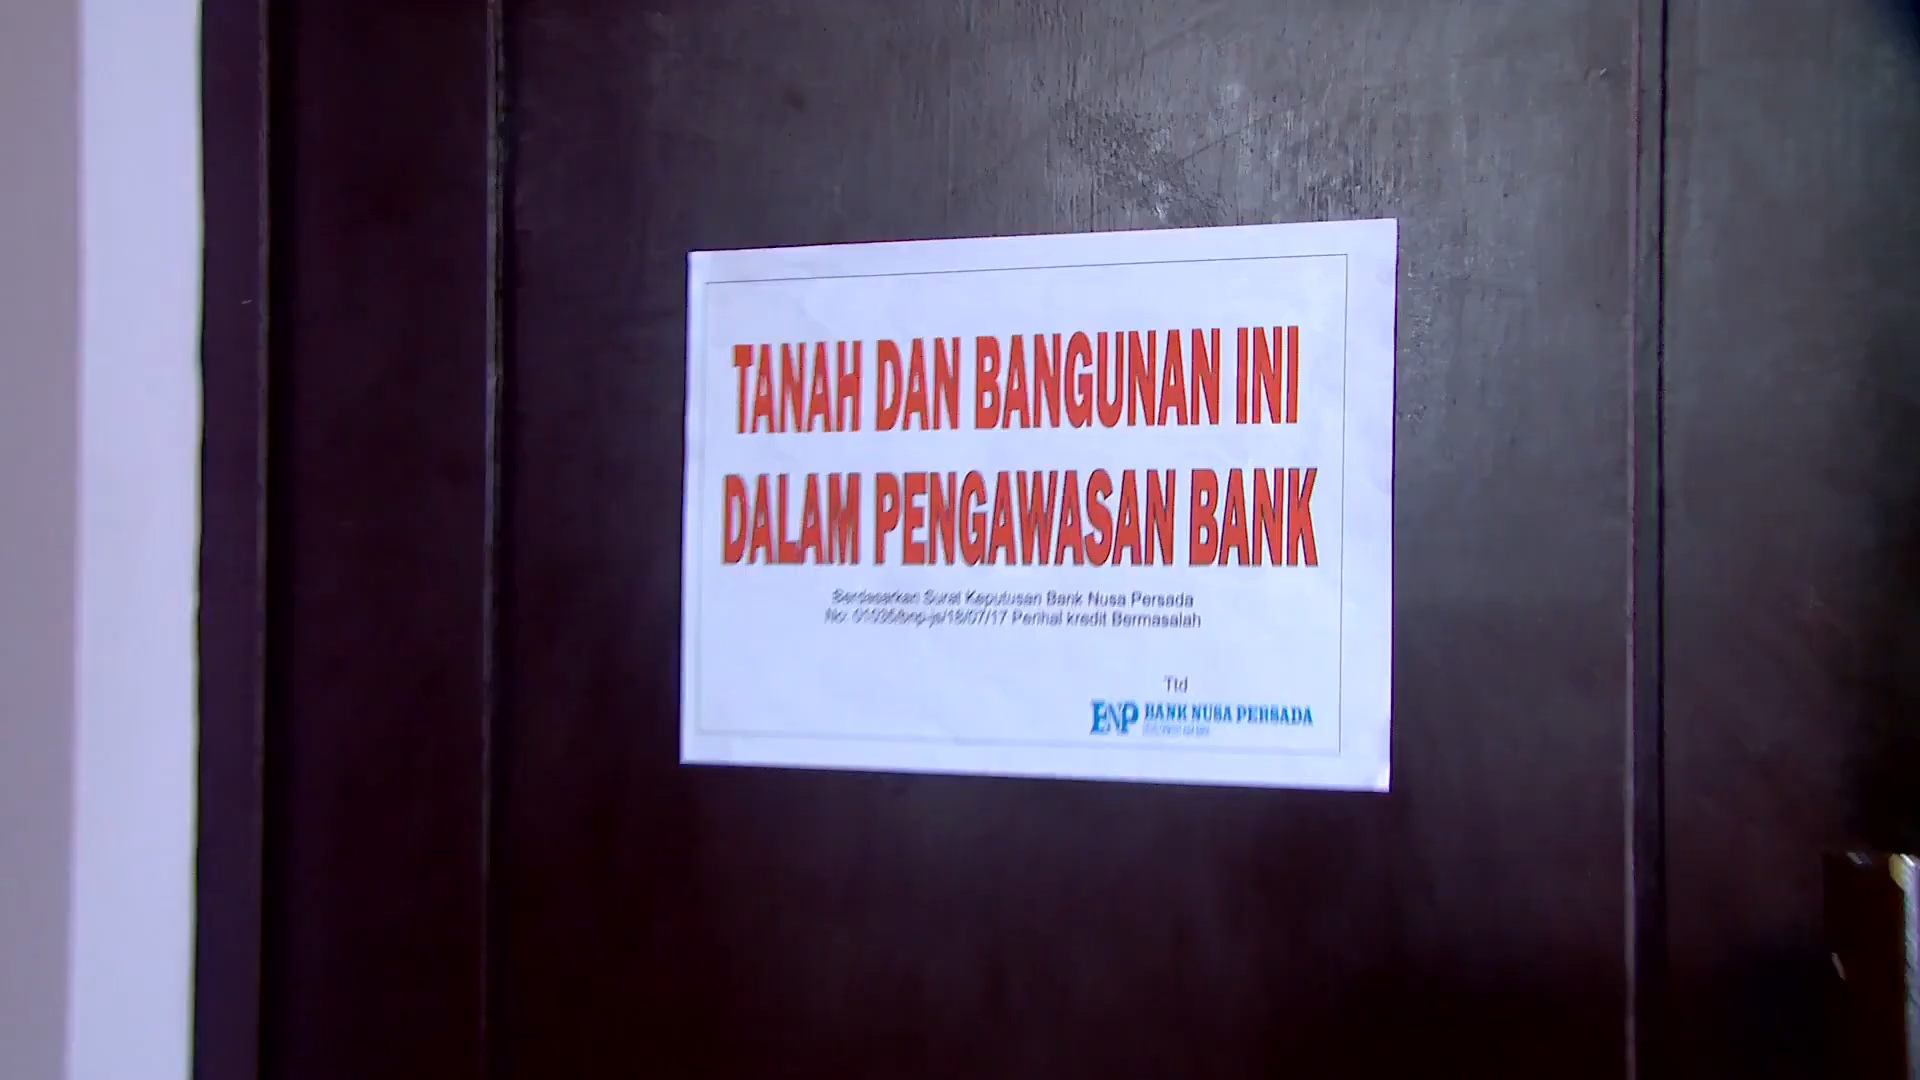 TANAH DAN BANGUNAN INI
DALAM PENGAWASAN BANK
Berdasarkan Surat Keputusan Bank Nusa Persada
No: Perihal kredit Bermasalah
Ttd
BNP BANK NUSA PERSADA